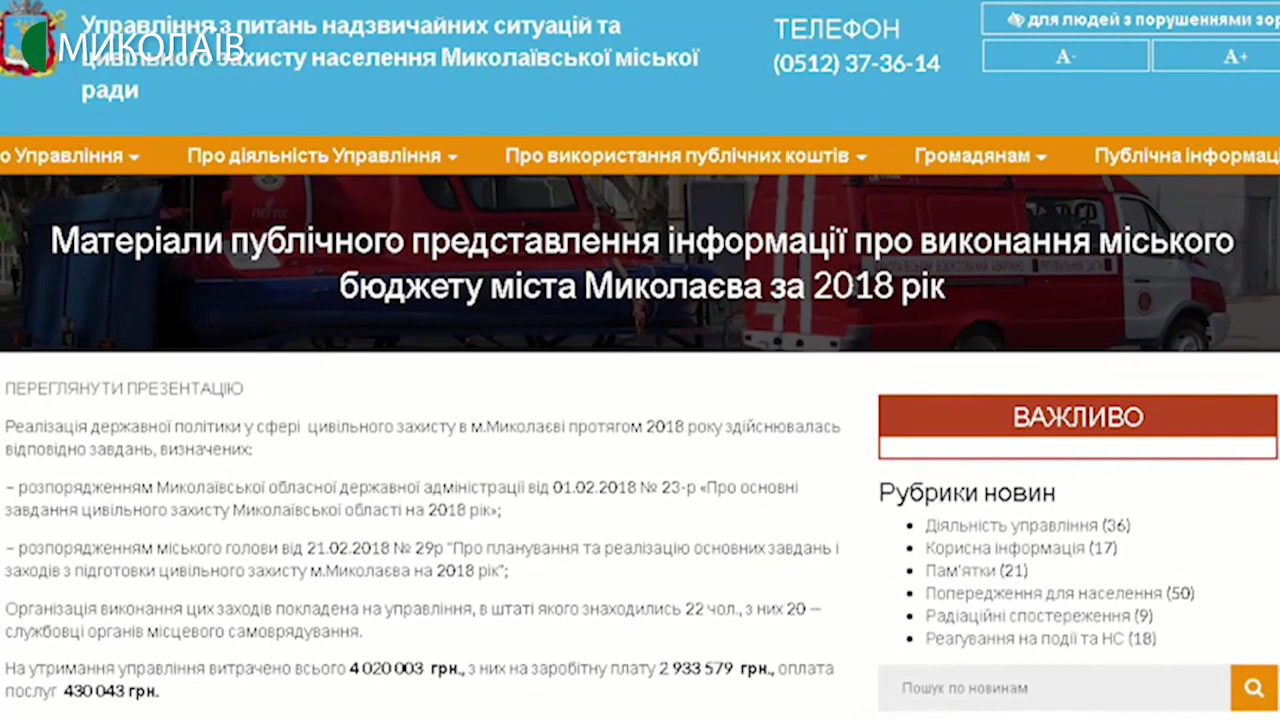 Управління з питань надзвичайних ситуацій та
МИКОЛАЇВ
цивільного захисту населення Миколаївської міської
ради
ТЕЛЕФОН
(0512) 37-36-14
для людей з порушеннями зор
A-
A+
о Управління
Про діяльність Управління
Про використання публічних коштів
Громадянам
Публічна інформаці
Матеріали публічного представлення інформації про виконання міського
бюджету міста Миколаєва за 2018 рік
ПЕРЕГЛЯНУТИ ПРЕЗЕНТАЦІЮ
Реалізація державної політики у сфері цивільного захисту в м.Миколаєві протягом 2018 року здійснювалась
відповідно завдань, визначених:
– розпорядженням Миколаївської обласної державної адміністрації від 01.02.2018 № 23-р «Про основні
завдання цивільного захисту Миколаївської області на 2018 рік»;
– розпорядженням міського голови від 21.02.2018 № 29р "Про планування та реалізацію основних завдань і
заходів з підготовки цивільного захисту м.Миколаєва на 2018 рік";
Організація виконання цих заходів покладена на управління, в штаті якого знаходились 22 чол., з них 20 —
службовці органів місцевого самоврядування.
На утримання управління витрачено всього 4 020 003 грн., з них на заробітну плату 2 933 579 грн., оплата
послуг 430 043 грн.
ВАЖЛИВО
Рубрики новин
Діяльність управління (36)
Корисна інформація (17)
Пам'ятки (21)
Попередження для населення (50)
Радіаційні спостереження (9)
Реагування на події та НС (18)
Пошук по новинам